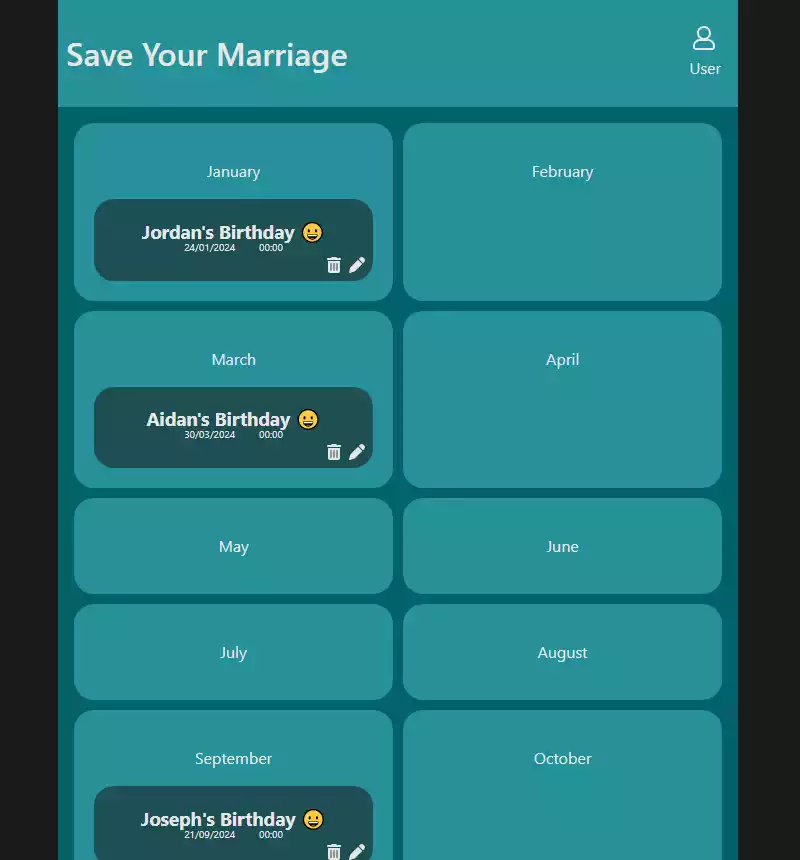 Save Your Marriage
User
January
Jordan's Birthday 😀
24/01/2024 00:00
February
March
Aidan's Birthday 😀
30/03/2024 00:00
April
May
June
July
August
September
Joseph's Birthday 😀
21/09/2024 00:00
October